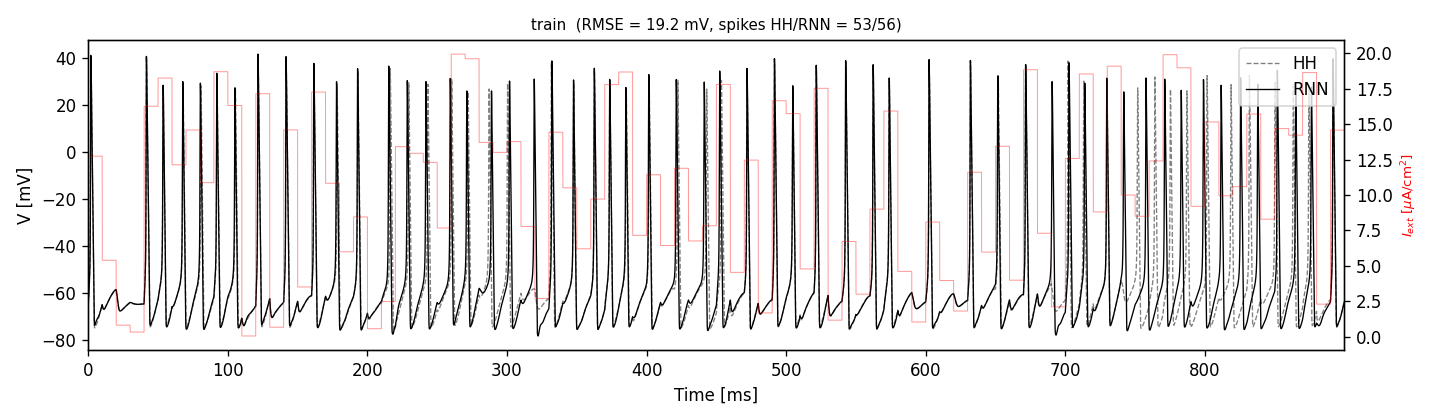 train  (RMSE = 19.2 mV, spikes HH/RNN = 53/56)
40
20
0
−20
−40
−60
−80
V [mV]
HH
RNN
20.0
17.5
15.0
12.5
10.0
7.5
5.0
2.5
0.0
I_ext [μA/cm²]
0 100 200 300 400 500 600 700 800
Time [ms]